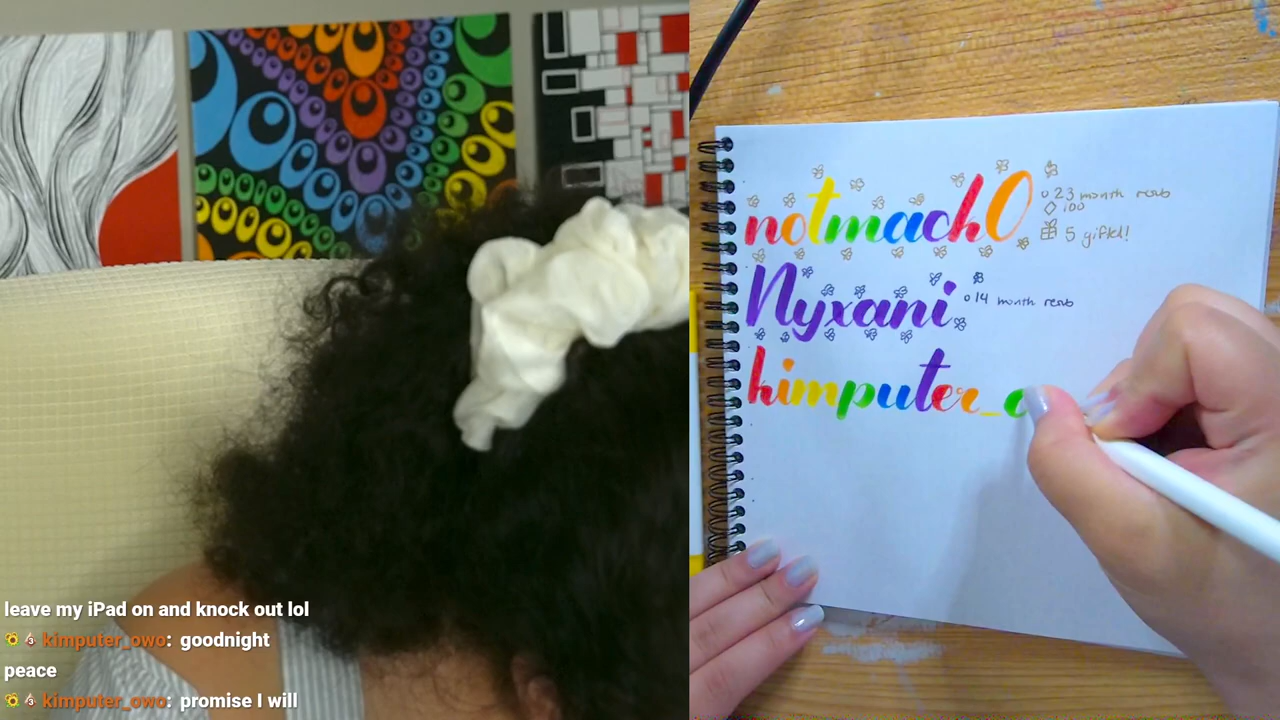 leave my iPad on and knock out lol
kimputer_owo: goodnight
peace
kimputer_owo: promise I will
notmach0
23 month resub
100
5 gifted!
Nyxani
14 month resub
kimputer_o